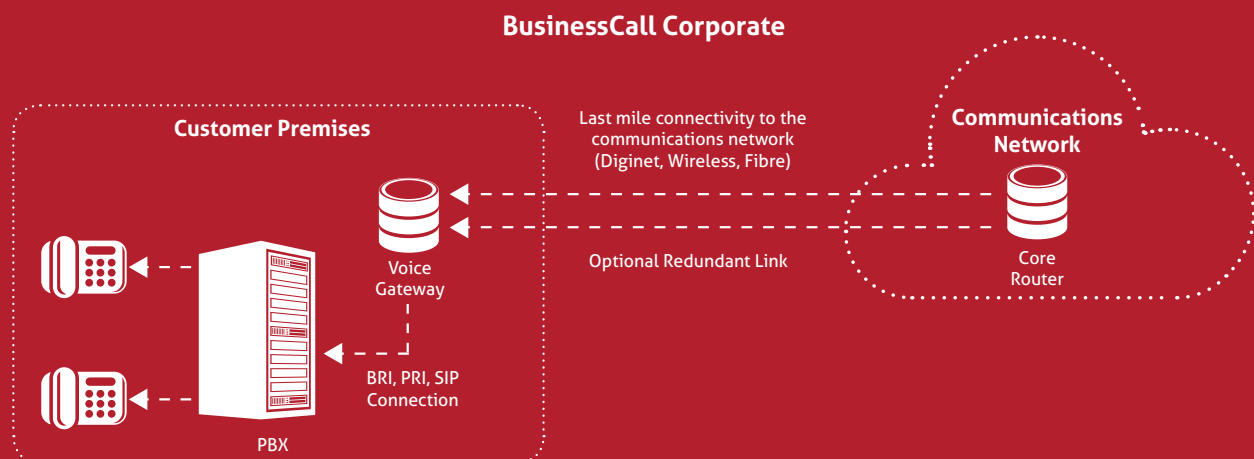 BusinessCall Corporate
Customer Premises
Last mile connectivity to the
communications network
(Diginet, Wireless, Fibre)
Communications
Network
Voice
Gateway
Optional Redundant Link
Core
Router
BRI, PRI, SIP
Connection
PBX